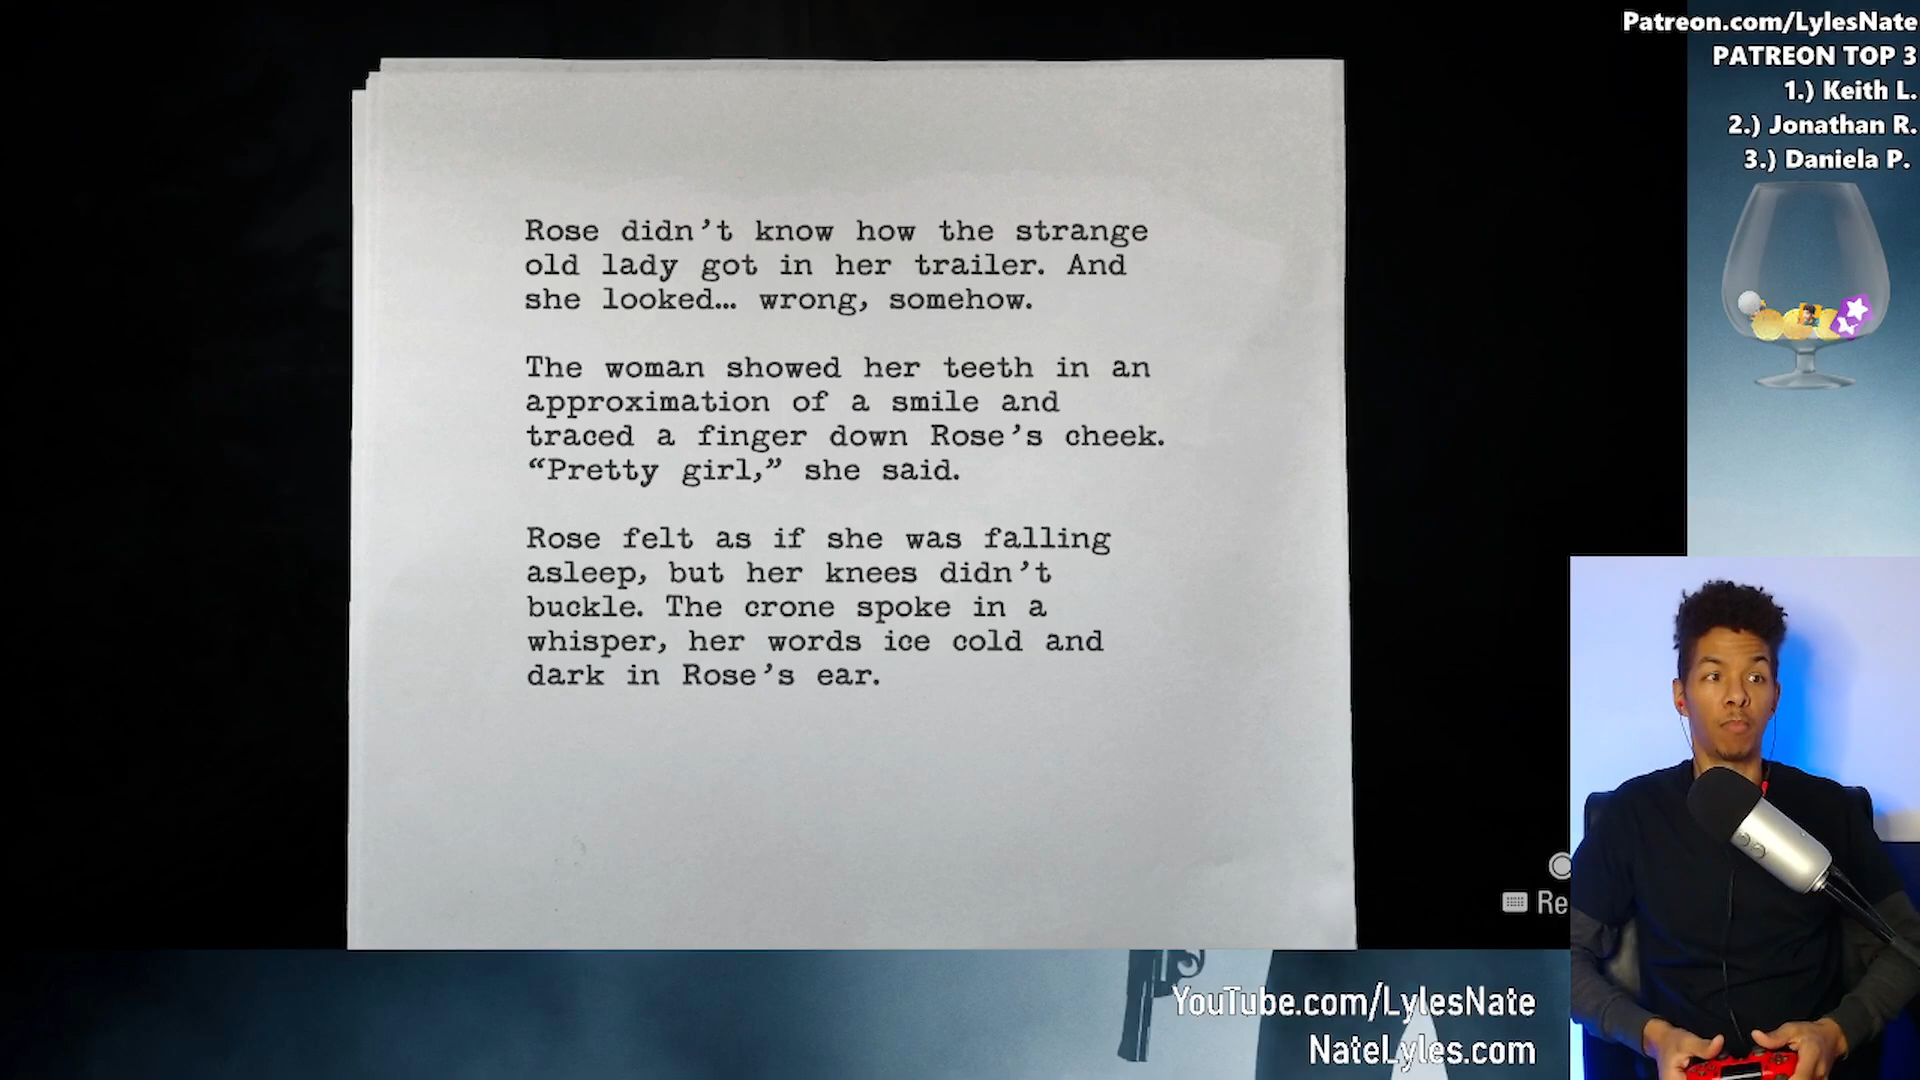 Patreon.com/LylesNate
PATREON TOP 3
1.) Keith L.
2.) Jonathan R.
3.) Daniela P.
Rose didn’t know how the strange
old lady got in her trailer. And
she looked… wrong, somehow.
The woman showed her teeth in an
approximation of a smile and
traced a finger down Rose’s cheek.
“Pretty girl,” she said.
Rose felt as if she was falling
asleep, but her knees didn’t
buckle. The crone spoke in a
whisper, her words ice cold and
dark in Rose’s ear.
Re
YouTube.com/LylesNate
NateLyles.com